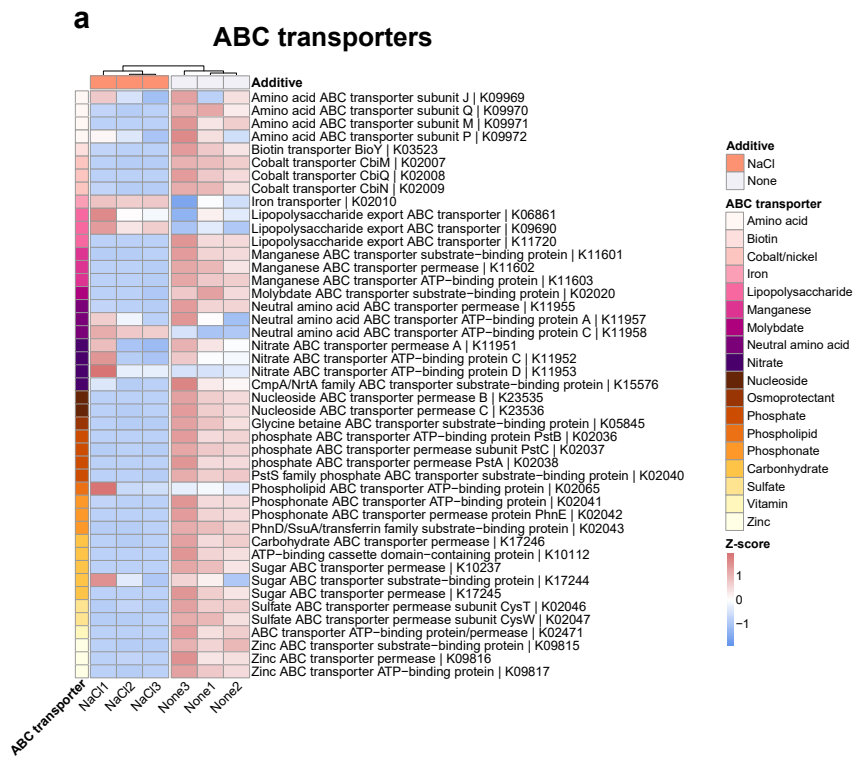 a
ABC transporters
Additive
Amino acid ABC transporter subunit J | K09969
Amino acid ABC transporter subunit Q | K09970
Amino acid ABC transporter subunit M | K09971
Amino acid ABC transporter subunit P | K09972
Biotin transporter BioY | K03523
Cobalt transporter CbiM | K02007
Cobalt transporter CbiQ | K02008
Cobalt transporter CbiN | K02009
Iron transporter | K02010
Lipopolysaccharide export ABC transporter | K06861
Lipopolysaccharide export ABC transporter | K09690
Lipopolysaccharide export ABC transporter | K11720
Manganese ABC transporter substrate−binding protein | K11601
Manganese ABC transporter permease | K11602
Manganese ABC transporter ATP−binding protein | K11603
Molybdate ABC transporter substrate−binding protein | K02020
Neutral amino acid ABC transporter permease | K11955
Neutral amino acid ABC transporter ATP−binding protein A | K11957
Neutral amino acid ABC transporter ATP−binding protein C | K11958
Nitrate ABC transporter permease A | K11951
Nitrate ABC transporter ATP−binding protein C | K11952
Nitrate ABC transporter ATP−binding protein D | K11953
CmpA/NrtA family ABC transporter substrate−binding protein | K15576
Nucleoside ABC transporter permease B | K23535
Nucleoside ABC transporter permease C | K23536
Glycine betaine ABC transporter substrate−binding protein | K05845
phosphate ABC transporter ATP−binding protein PstB | K02036
phosphate ABC transporter permease subunit PstC | K02037
phosphate ABC transporter permease PstA | K02038
PstS family phosphate ABC transporter substrate−binding protein | K02040
Phospholipid ABC transporter ATP−binding protein | K02065
Phosphonate ABC transporter ATP−binding protein | K02041
Phosphonate ABC transporter permease protein PhnE | K02042
PhnD/SsuA/transferrin family substrate−binding protein | K02043
Carbohydrate ABC transporter permease | K17246
ATP−binding cassette domain−containing protein | K10112
Sugar ABC transporter permease | K10237
Sugar ABC transporter substrate−binding protein | K17244
Sugar ABC transporter permease | K17245
Sulfate ABC transporter permease subunit CysT | K02046
Sulfate ABC transporter permease subunit CysW | K02047
ABC transporter ATP−binding protein/permease | K02471
Zinc ABC transporter substrate−binding protein | K09815
Zinc ABC transporter permease | K09816
Zinc ABC transporter ATP−binding protein | K09817
ABC transporter
NaCl1
NaCl2
NaCl3
None3
None1
None2
Additive
NaCl
None
ABC transporter
Amino acid
Biotin
Cobalt/nickel
Iron
Lipopolysaccharide
Manganese
Molybdate
Neutral amino acid
Nitrate
Nucleoside
Osmoprotectant
Phosphate
Phospholipid
Phosphonate
Carbonhydrate
Sulfate
Vitamin
Zinc
Z−score
1
0
−1